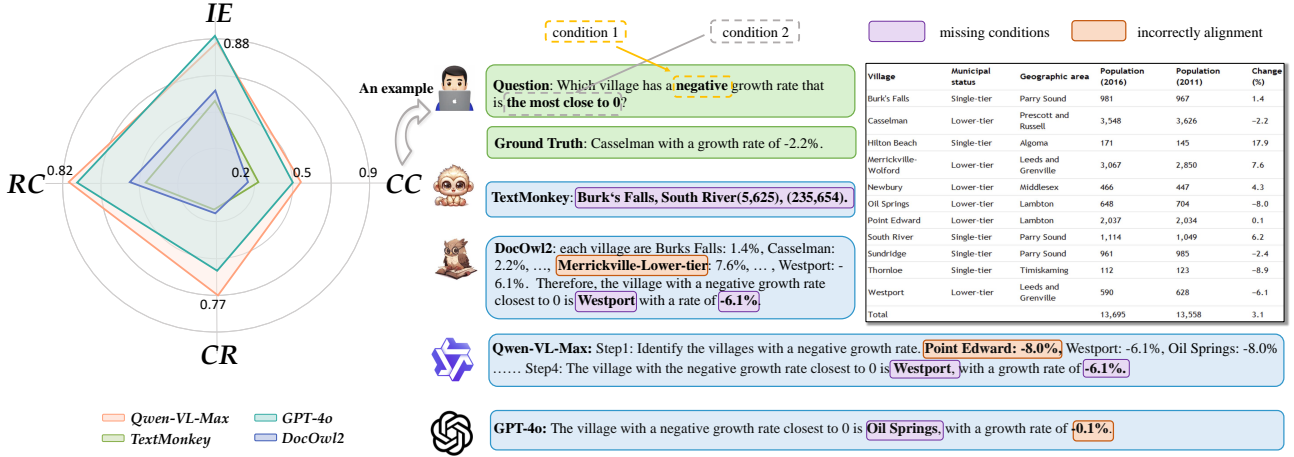 IE
0.88
RC
0.82
0.2
0.5
0.9
CC
0.77
CR
Qwen-VL-Max
GPT-4o
TextMonkey
DocOwl2
An example
condition 1
condition 2
missing conditions
incorrectly alignment
Question: Which village has a negative growth rate that
is the most close to 0?
Ground Truth: Casselman with a growth rate of -2.2%.
TextMonkey: Burk's Falls, South River(5,625), (235,654).
DocOwl2: each village are Burks Falls: 1.4%, Casselman:
2.2%, …, Merrickville-Lower-tier: 7.6%, … , Westport: -
6.1%. Therefore, the village with a negative growth rate
closest to 0 is Westport with a rate of -6.1%.
Qwen-VL-Max: Step1: Identify the villages with a negative growth rate. Point Edward: -8.0%, Westport: -6.1%, Oil Springs: -8.0%
…… Step4: The village with the negative growth rate closest to 0 is Westport, with a growth rate of -6.1%.
GPT-4o: The village with a negative growth rate closest to 0 is Oil Springs, with a growth rate of -0.1%.
Village Municipal status Geographic area Population (2016) Population (2011) Change (%)
Burk's Falls Single-tier Parry Sound 981 967 1.4
Casselman Lower-tier Prescott and Russell 3,548 3,626 −2.2
Hilton Beach Single-tier Algoma 171 145 17.9
Merrickville-Wolford Lower-tier Leeds and Grenville 3,067 2,850 7.6
Newbury Lower-tier Middlesex 466 447 4.3
Oil Springs Lower-tier Lambton 648 704 −8.0
Point Edward Lower-tier Lambton 2,037 2,034 0.1
South River Single-tier Parry Sound 1,114 1,049 6.2
Sundridge Single-tier Parry Sound 961 985 −2.4
Thornloe Single-tier Timiskaming 112 123 −8.9
Westport Lower-tier Leeds and Grenville 590 628 −6.1
Total 13,695 13,558 3.1